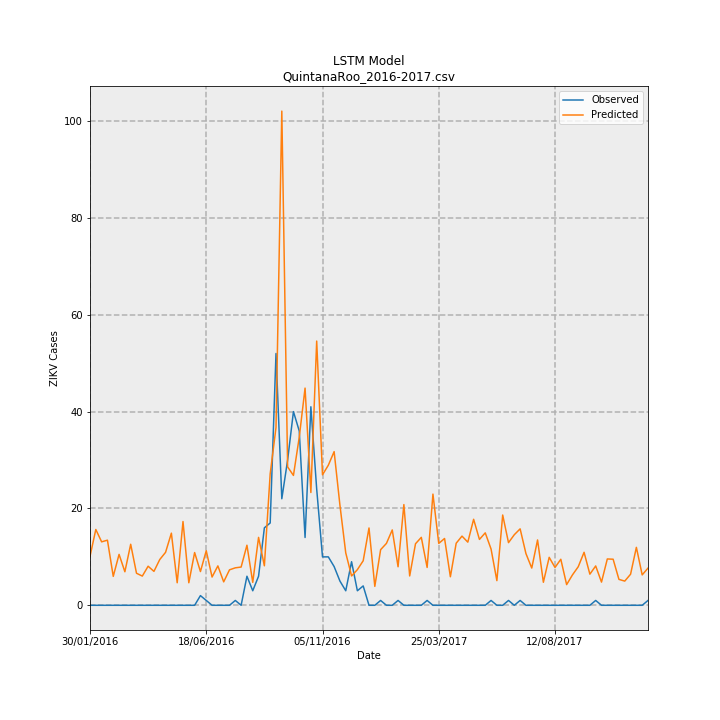 LSTM Model
QuintanaRoo_2016-2017.csv
Observed
Predicted
100
80
60
40
20
0
ZIKV Cases
30/01/2016
18/06/2016
05/11/2016
25/03/2017
12/08/2017
Date